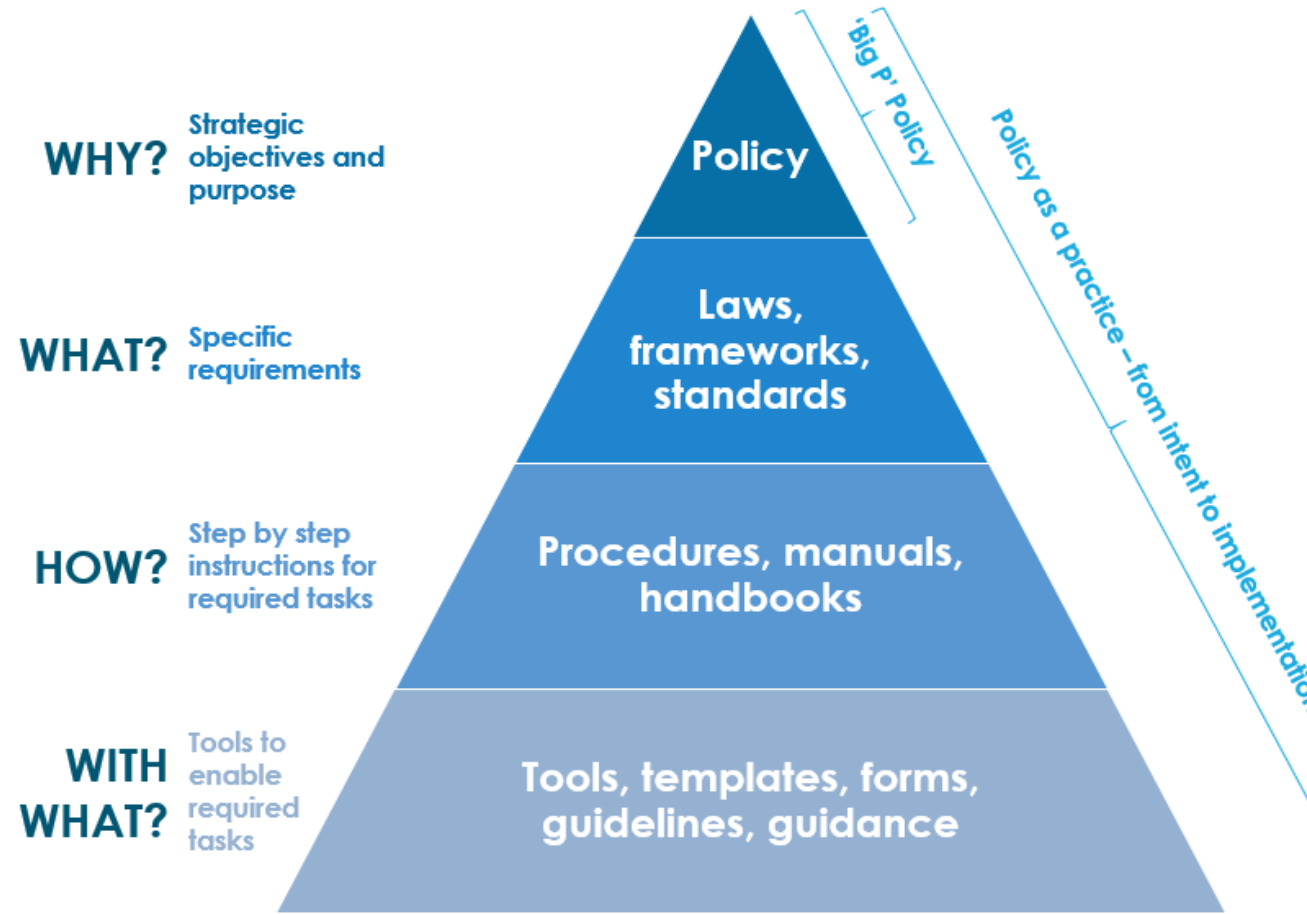 WHY?
Strategic
objectives and
purpose
Policy
'Big P' Policy
Policy as a practice – from intent to implementation
WHAT?
Specific
requirements
Laws,
frameworks,
standards
HOW?
Step by step
instructions for
required tasks
Procedures, manuals,
handbooks
WITH
WHAT?
Tools to
enable
required
tasks
Tools, templates, forms,
guidelines, guidance